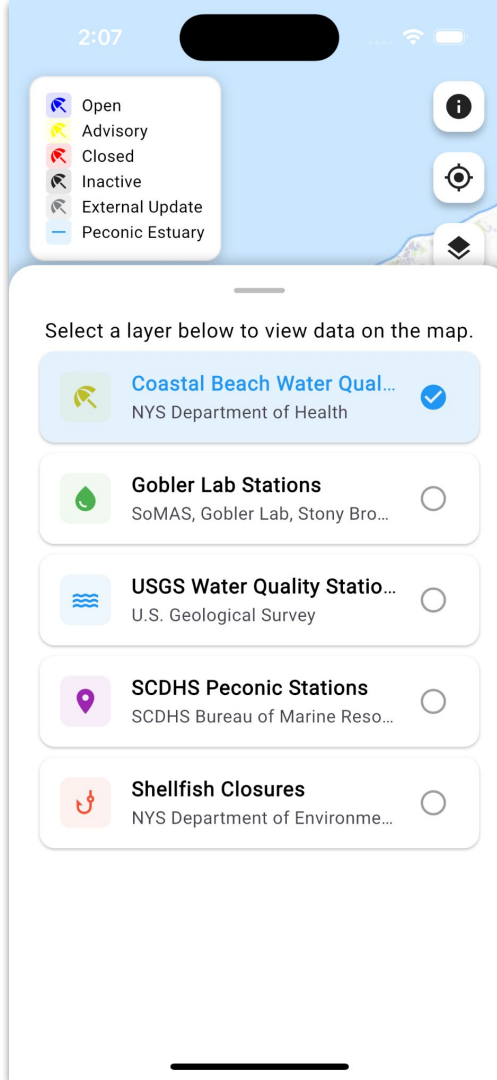 2:07
Open
Advisory
Closed
Inactive
External Update
Peconic Estuary
Select a layer below to view data on the map.
Coastal Beach Water Qual...
NYS Department of Health
Gobler Lab Stations
SoMAS, Gobler Lab, Stony Bro...
USGS Water Quality Statio...
U.S. Geological Survey
SCDHS Peconic Stations
SCDHS Bureau of Marine Reso...
Shellfish Closures
NYS Department of Environme...